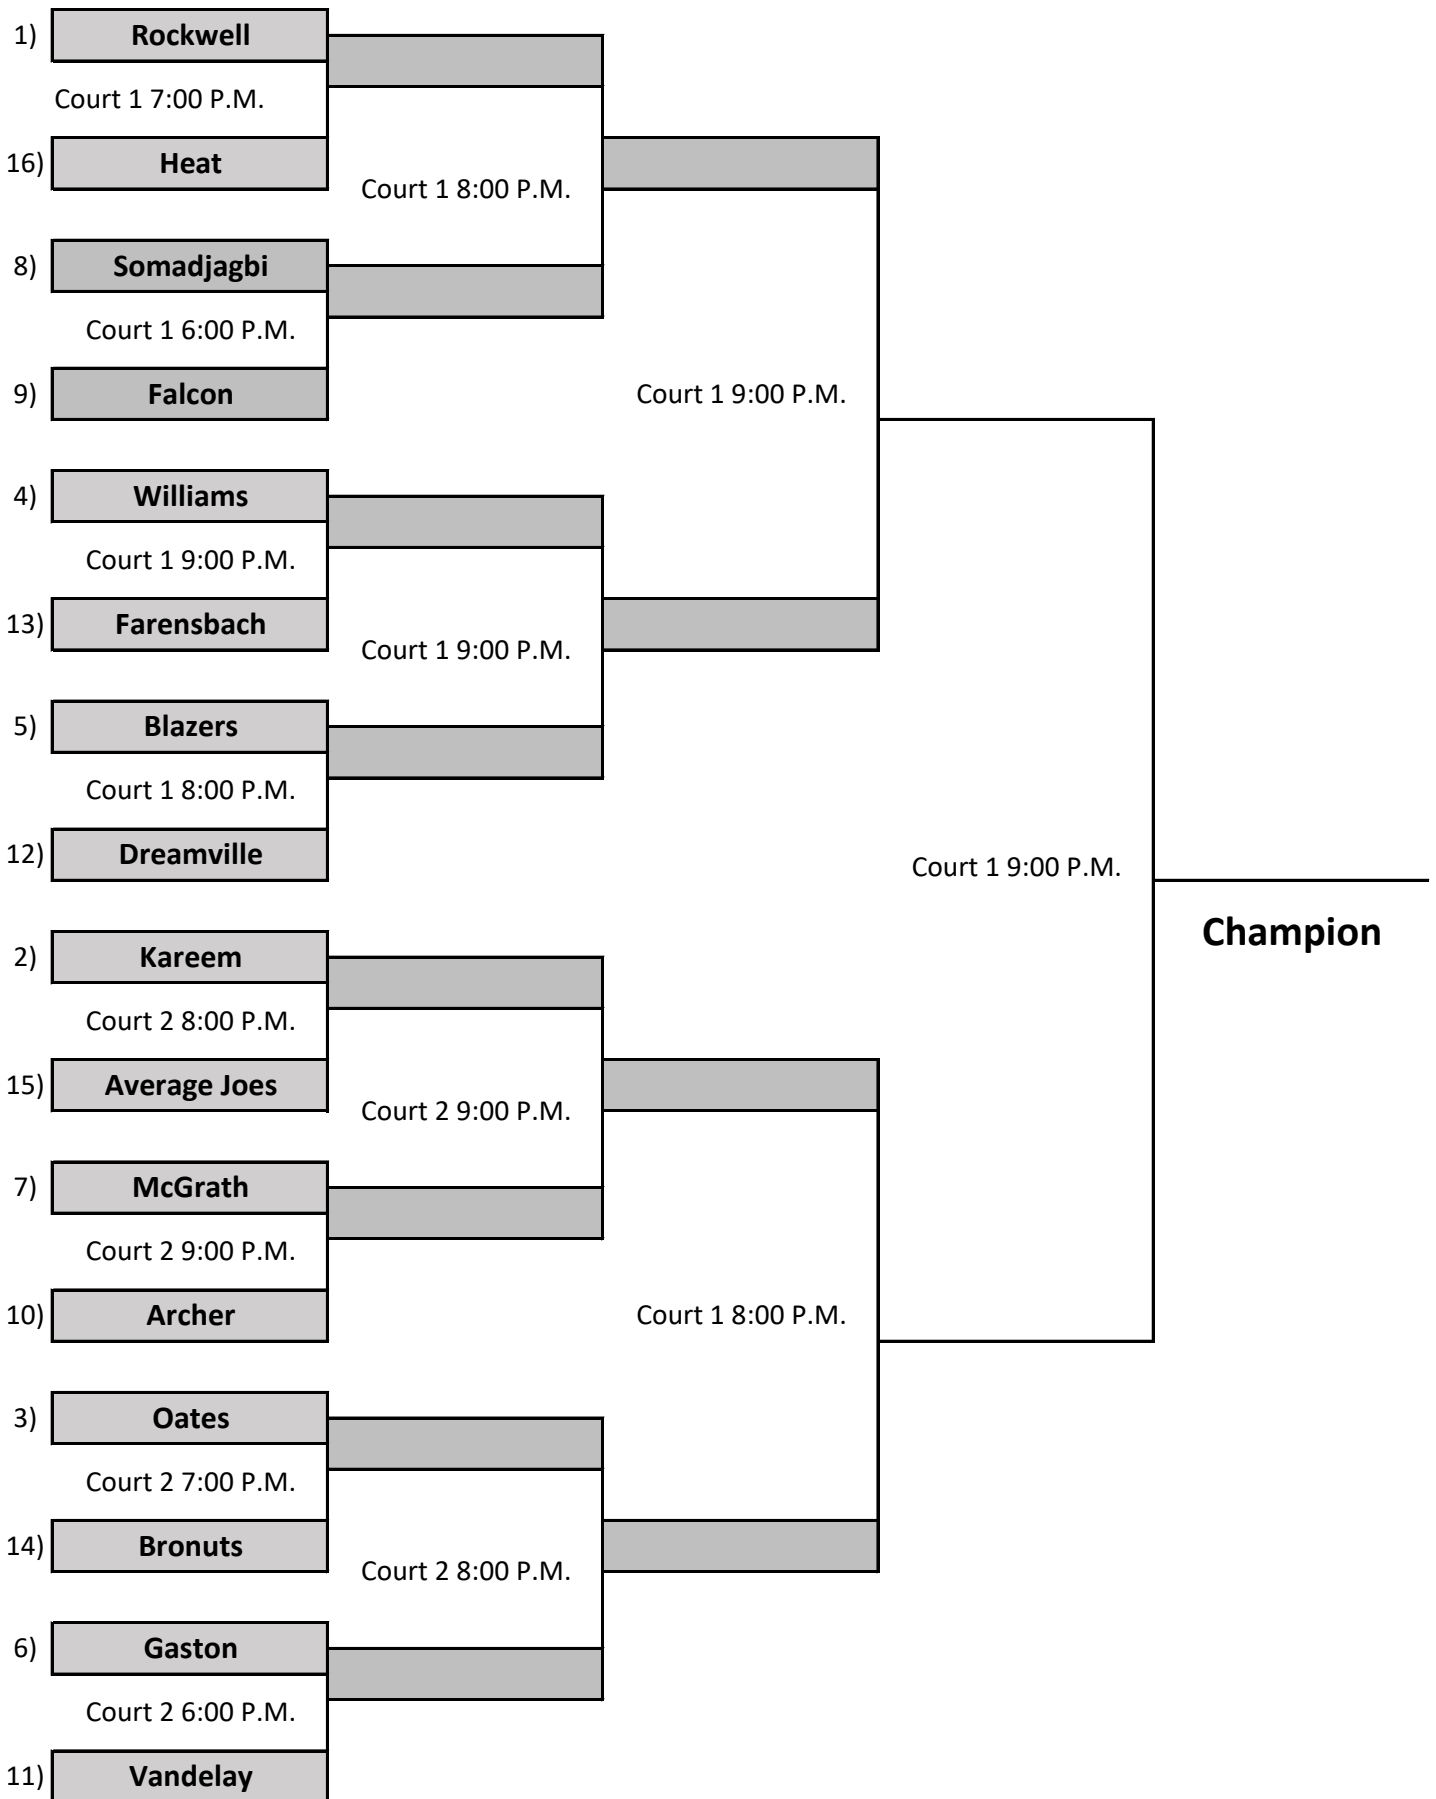 1) Rockwell
Court 1 7:00 P.M.
16) Heat
Court 1 8:00 P.M.
8) Somadjagbi
Court 1 6:00 P.M.
9) Falcon
Court 1 9:00 P.M.
4) Williams
Court 1 9:00 P.M.
13) Farensbach
Court 1 9:00 P.M.
5) Blazers
Court 1 8:00 P.M.
12) Dreamville
Court 1 9:00 P.M.
Champion
2) Kareem
Court 2 8:00 P.M.
15) Average Joes
Court 2 9:00 P.M.
7) McGrath
Court 2 9:00 P.M.
10) Archer
Court 1 8:00 P.M.
3) Oates
Court 2 7:00 P.M.
14) Bronuts
Court 2 8:00 P.M.
6) Gaston
Court 2 6:00 P.M.
11) Vandelay